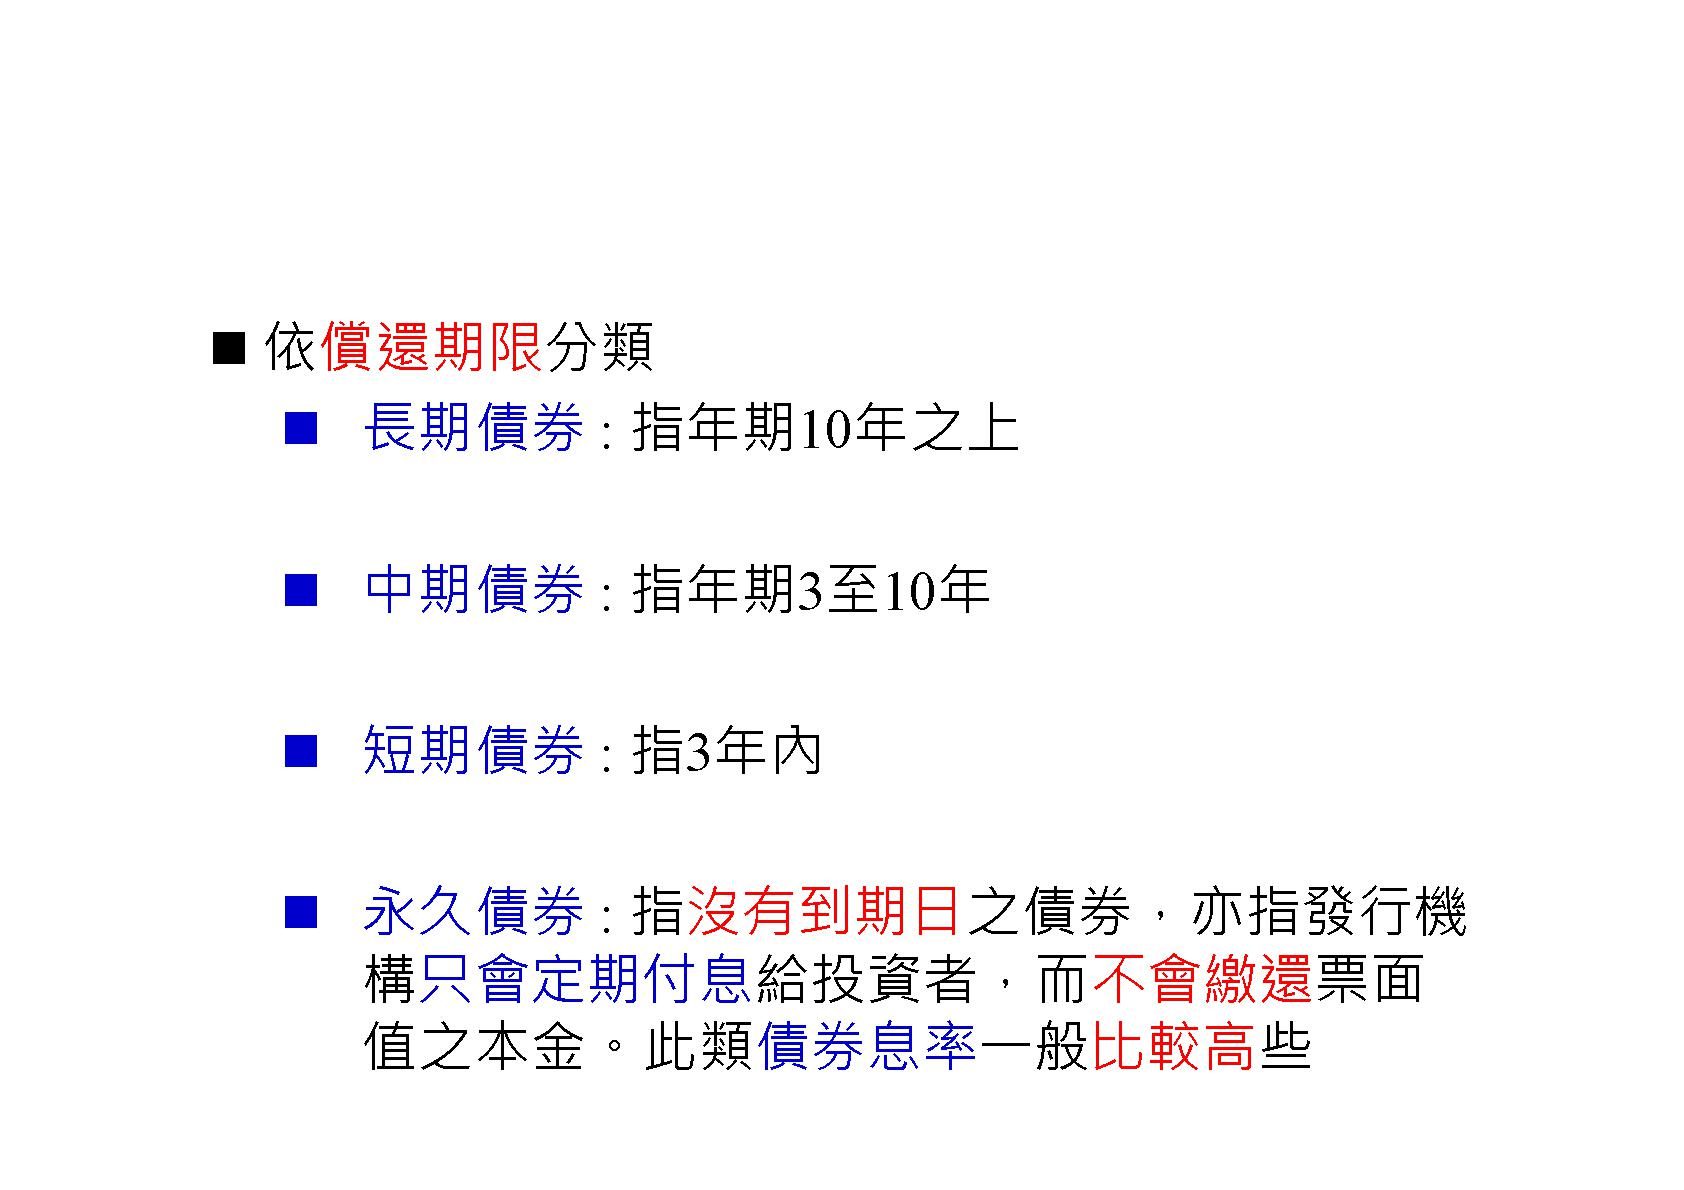 ■ 依償還期限分類
■ 長期債券 : 指年期10年之上
■ 中期債券 : 指年期3至10年
■ 短期債券 : 指3年內
■ 永久債券 : 指沒有到期日之債券，亦指發行機
構只會定期付息給投資者，而不會繳還票面
值之本金。此類債券息率一般比較高些